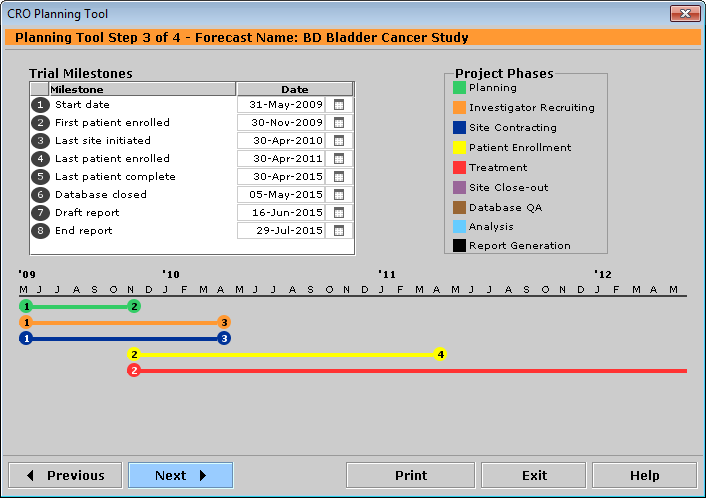 CRO Planning Tool
Planning Tool Step 3 of 4 - Forecast Name: BD Bladder Cancer Study
Trial Milestones
Milestone Date
1 Start date 31-May-2009
2 First patient enrolled 30-Nov-2009
3 Last site initiated 30-Apr-2010
4 Last patient enrolled 30-Apr-2011
5 Last patient complete 30-Apr-2015
6 Database closed 05-May-2015
7 Draft report 16-Jun-2015
8 End report 29-Jul-2015
Project Phases
Planning
Investigator Recruiting
Site Contracting
Patient Enrollment
Treatment
Site Close-out
Database QA
Analysis
Report Generation
'09 '10 '11 '12
M J J A S O N D J F M A M J J A S O N D J F M A M J J A S O N D J F M A M
1 2
1 3
1 3
2 4
2
Previous Next Print Exit Help